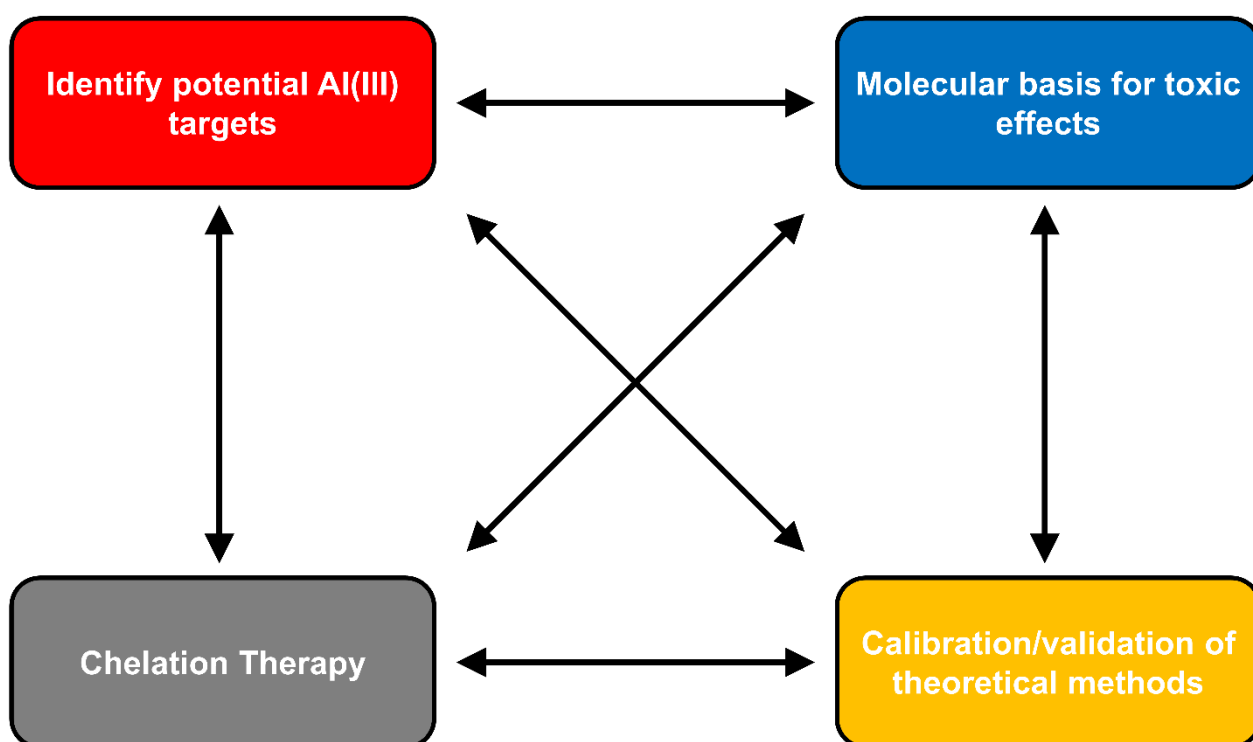 Identify potential Al(III)
targets
Molecular basis for toxic
effects
Chelation Therapy
Calibration/validation of
theoretical methods